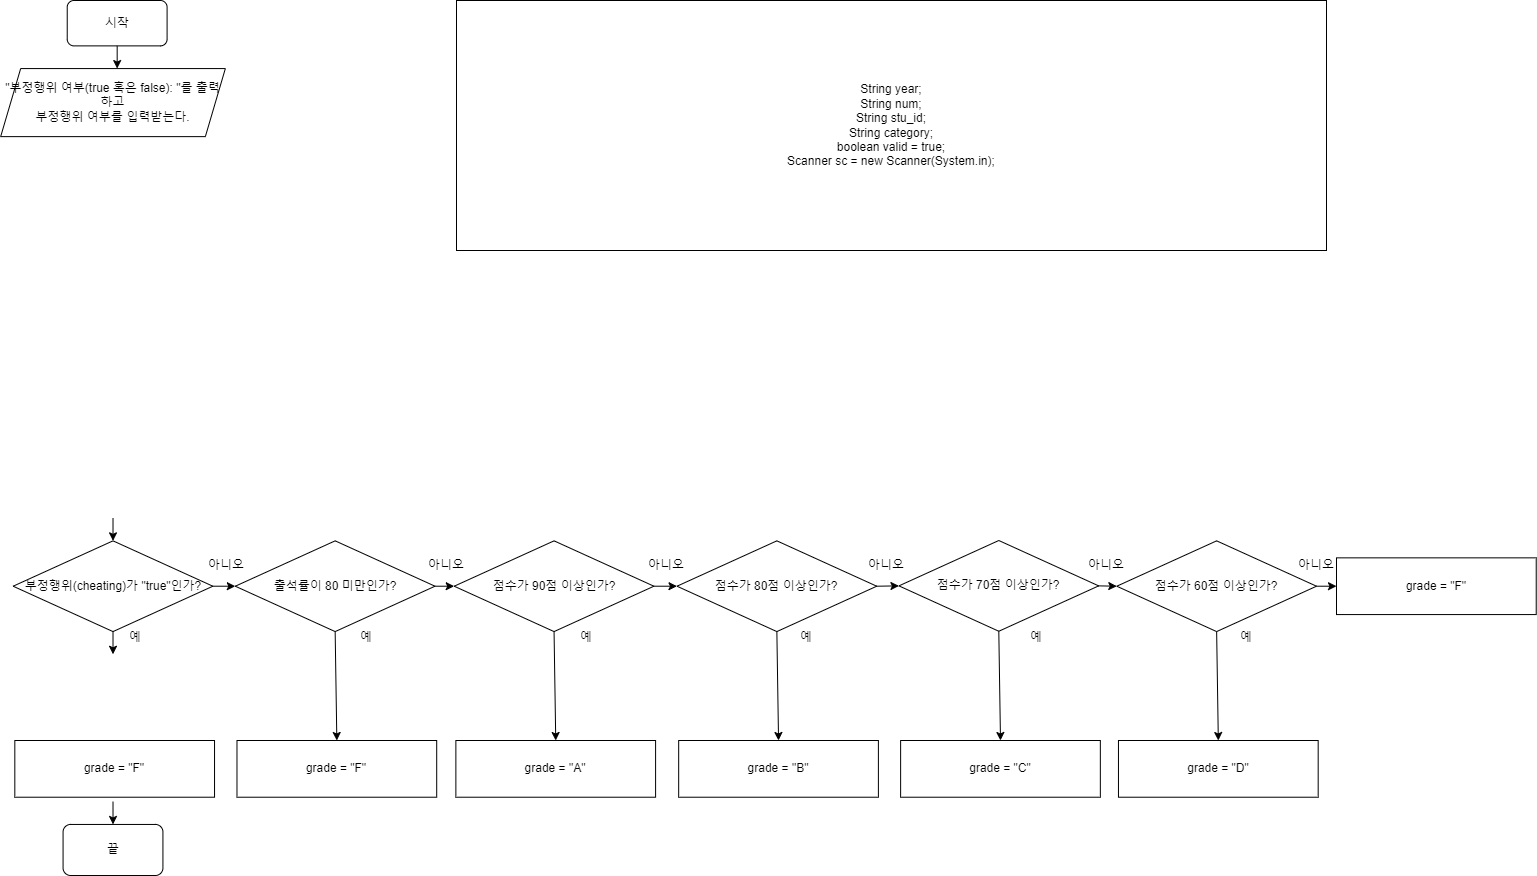 시작
"부정행위 여부(true 혹은 false): "를 출력
하고
부정행위 여부를 입력받는다.
String year;
String num;
String stu_id;
String category;
boolean valid = true;
Scanner sc = new Scanner(System.in);
부정행위(cheating)가 "true"인가?
아니오
예
출석률이 80 미만인가?
아니오
예
점수가 90점 이상인가?
아니오
예
점수가 80점 이상인가?
아니오
예
점수가 70점 이상인가?
아니오
예
점수가 60점 이상인가?
아니오
예
grade = "F"
grade = "F"
grade = "F"
grade = "A"
grade = "B"
grade = "C"
grade = "D"
끝